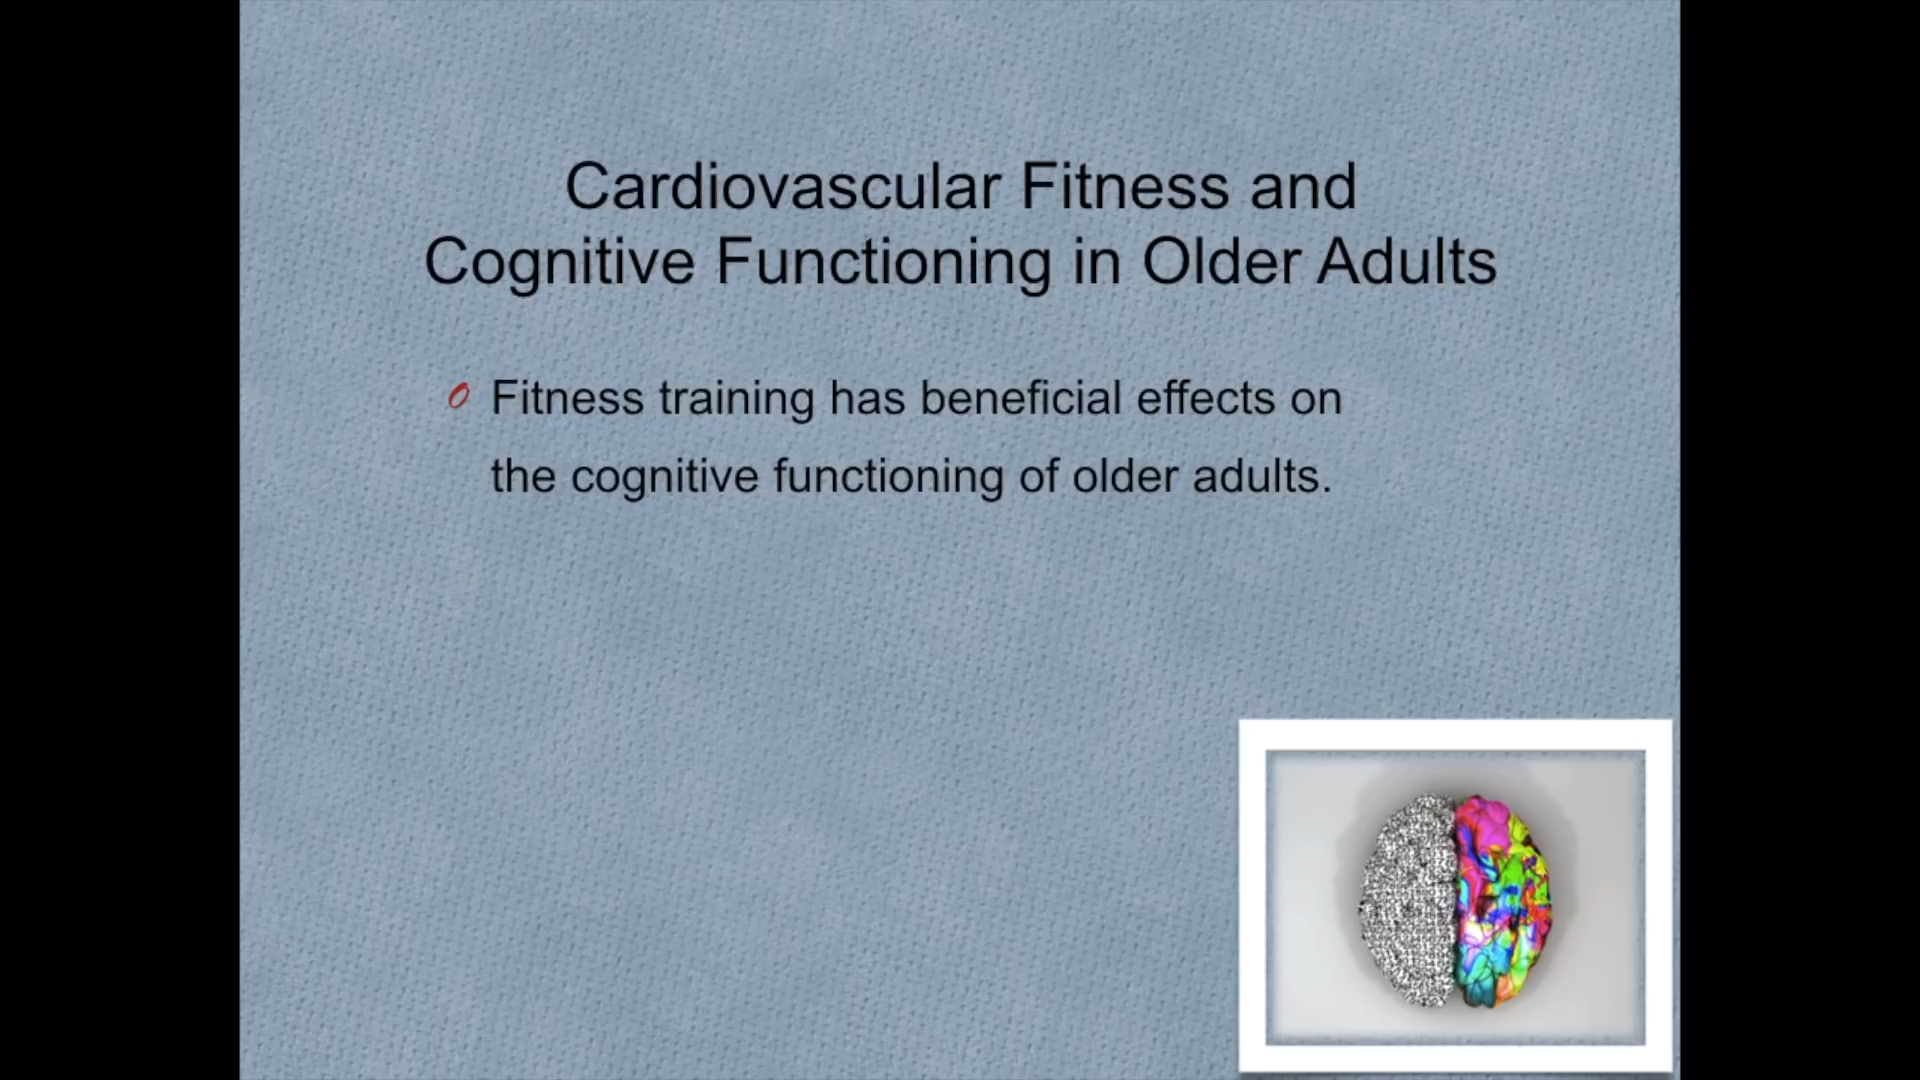 Cardiovascular Fitness and
Cognitive Functioning in Older Adults
Fitness training has beneficial effects on
the cognitive functioning of older adults.